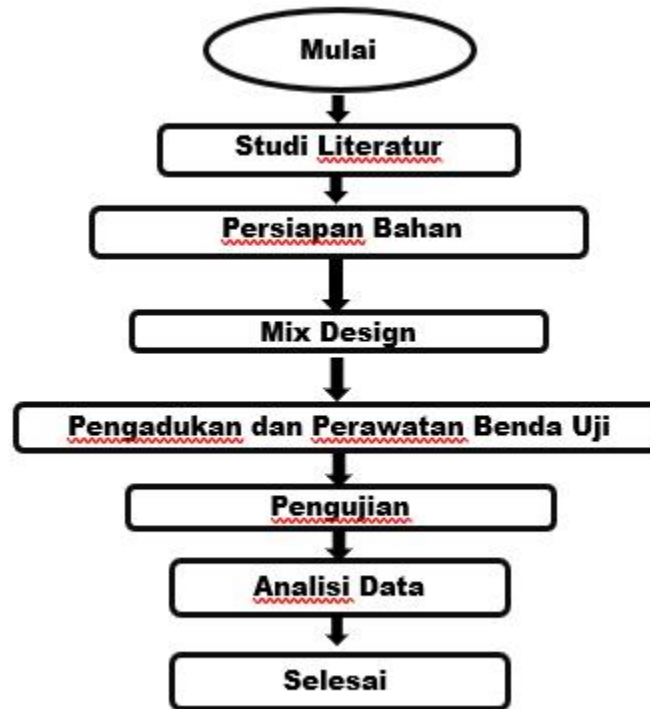 Mulai
Studi Literatur
Persiapan Bahan
Mix Design
Pengadukan dan Perawatan Benda Uji
Pengujian
Analisi Data
Selesai